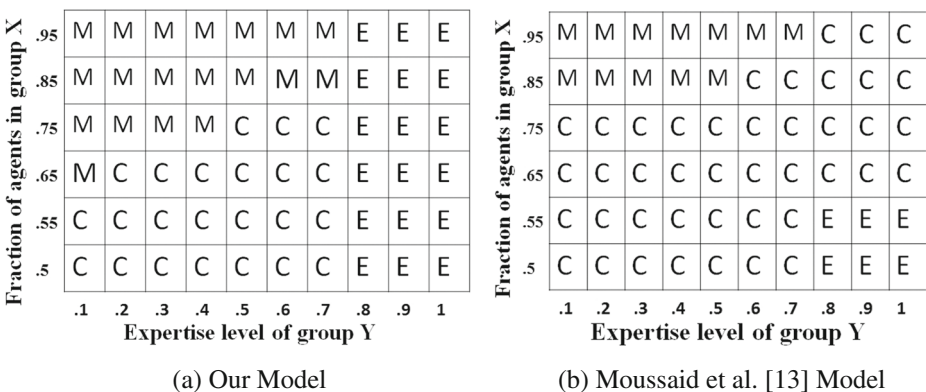 Fraction of agents in group X
.95 M M M M M M M E E E
.85 M M M M M M M E E E
.75 M M M M C C C E E E
.65 M C C C C C C E E E
.55 C C C C C C C E E E
.5 C C C C C C C E E E
.1 .2 .3 .4 .5 .6 .7 .8 .9 1
Expertise level of group Y
(a) Our Model
Fraction of agents in group X
.95 M M M M M M M C C C
.85 M M M M M C C C C C
.75 C C C C C C C C C C
.65 C C C C C C C C C C
.55 C C C C C C C E E E
.5 C C C C C C C E E E
.1 .2 .3 .4 .5 .6 .7 .8 .9 1
Expertise level of group Y
(b) Moussaid et al. [13] Model